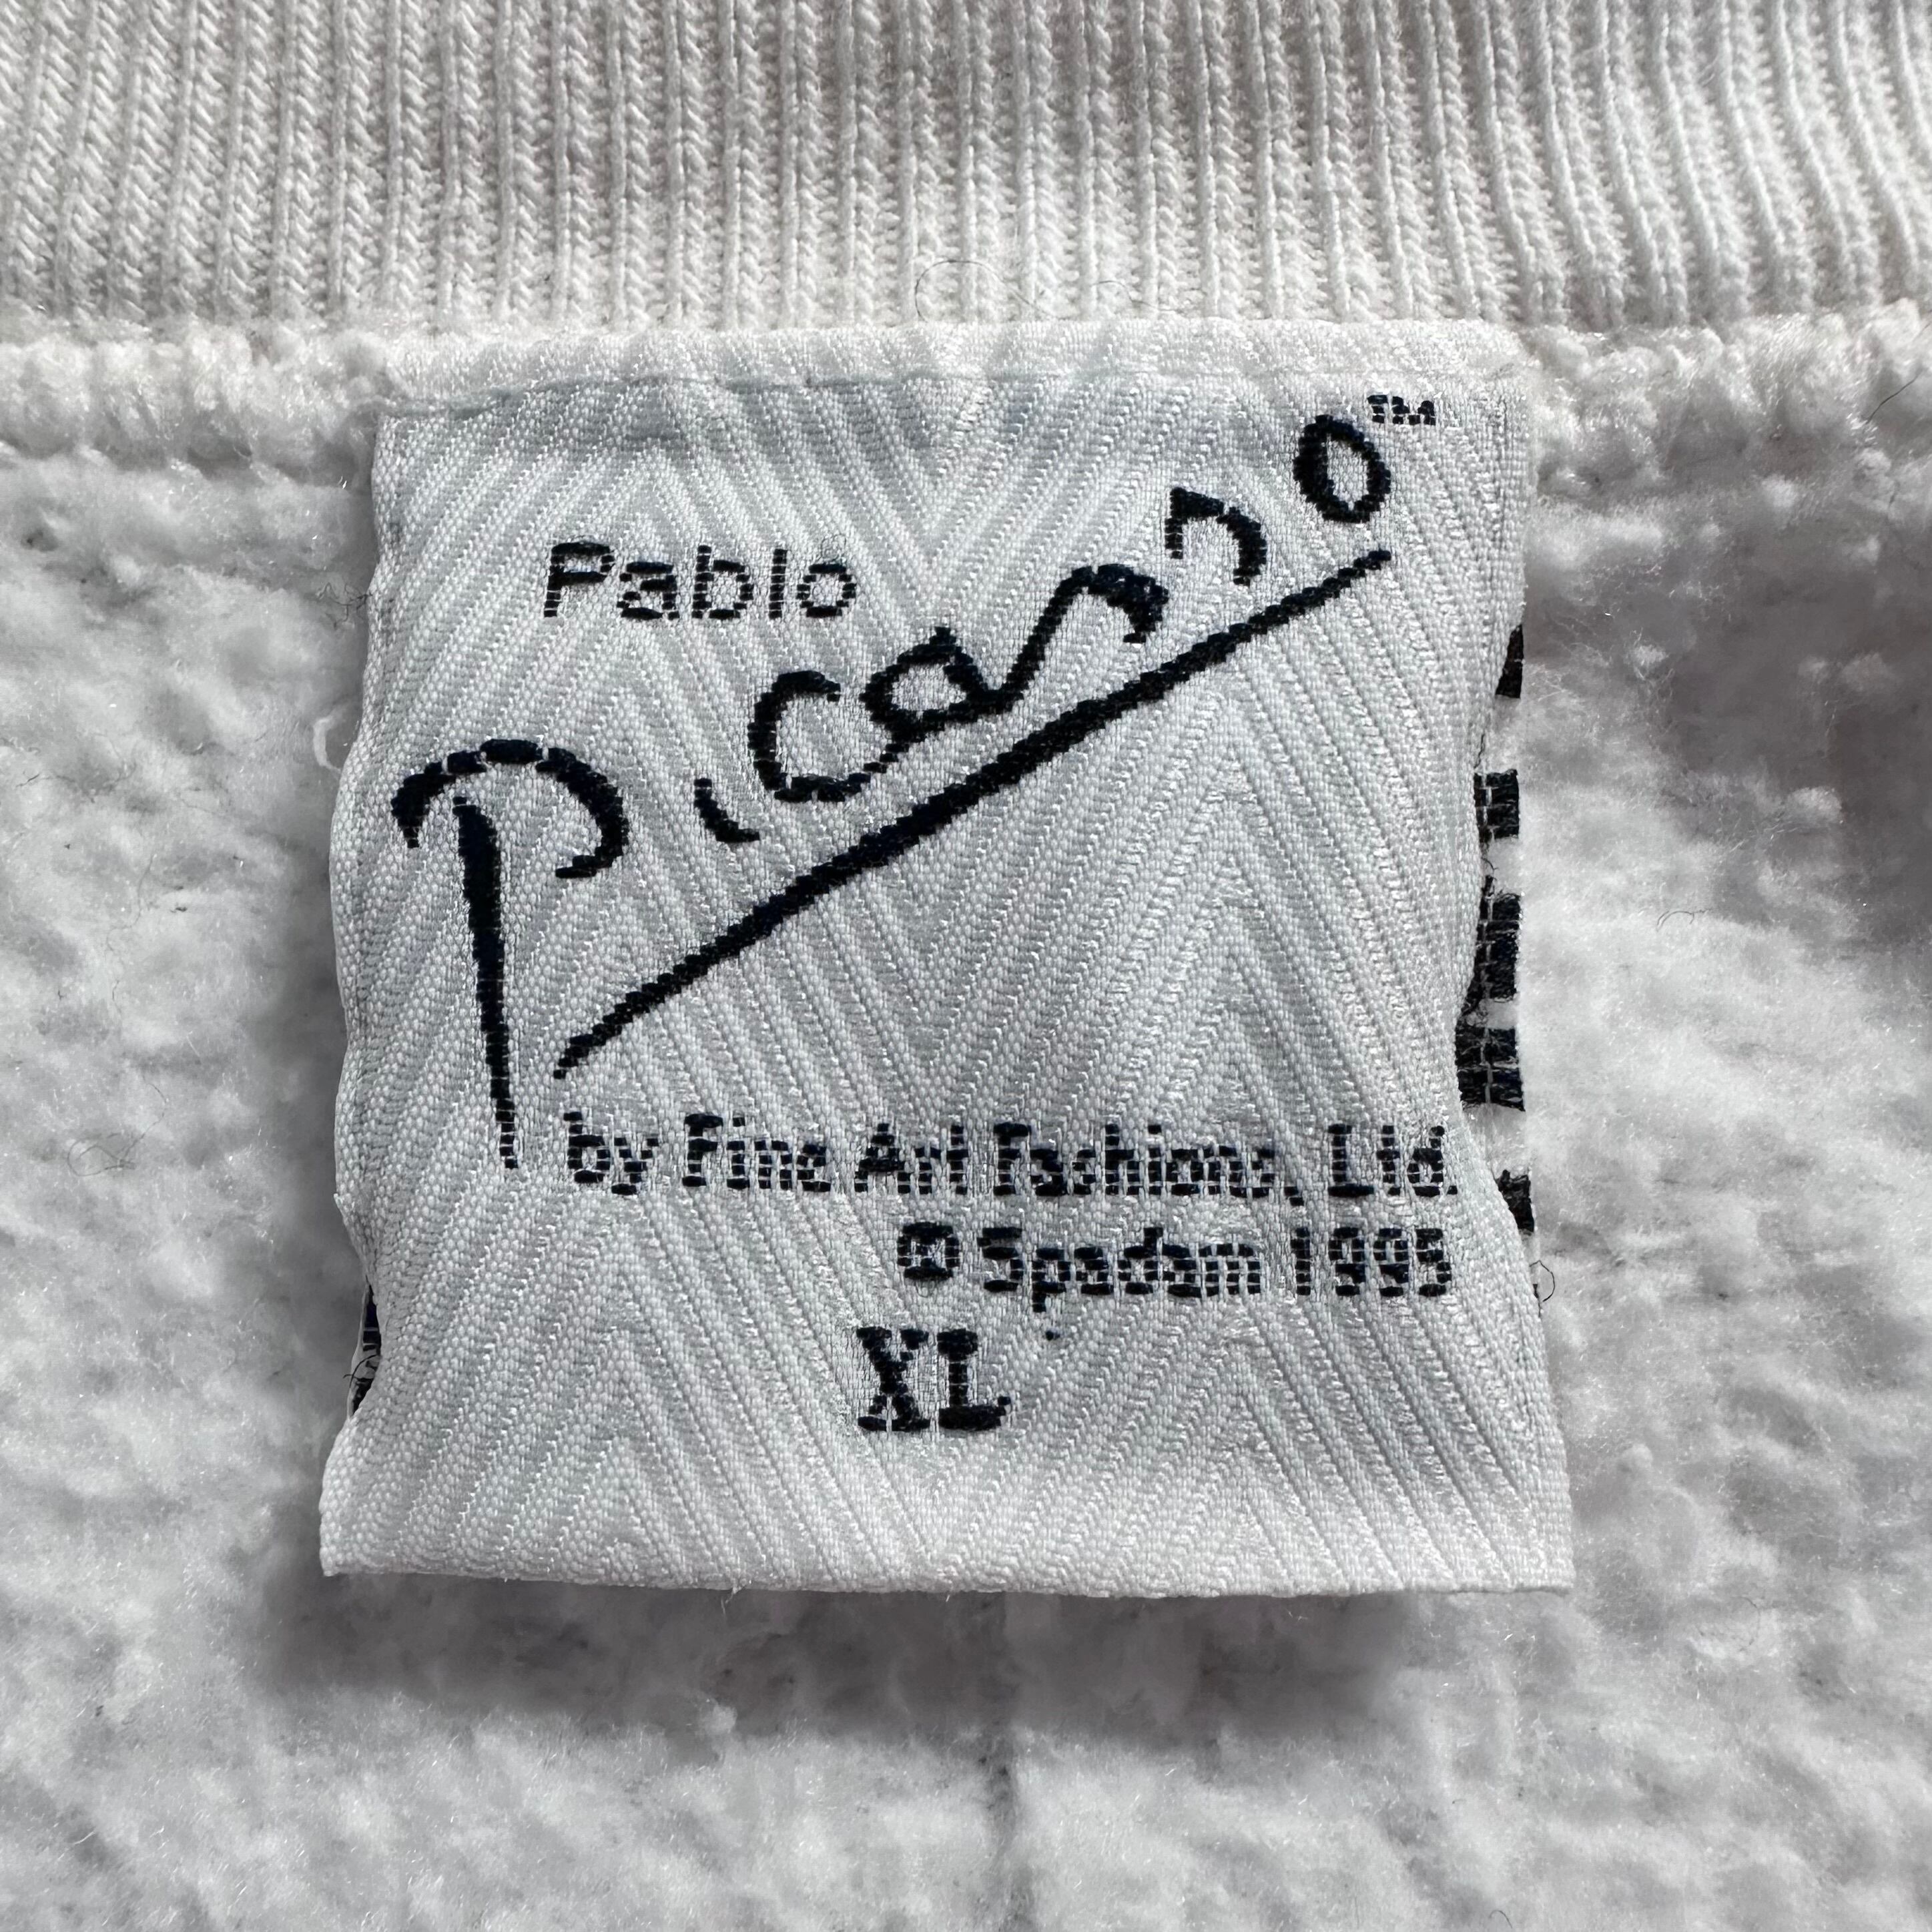 Pablo
Picasso™
by Fine Art Fashions, Ltd.
© Spadem 1995
XL